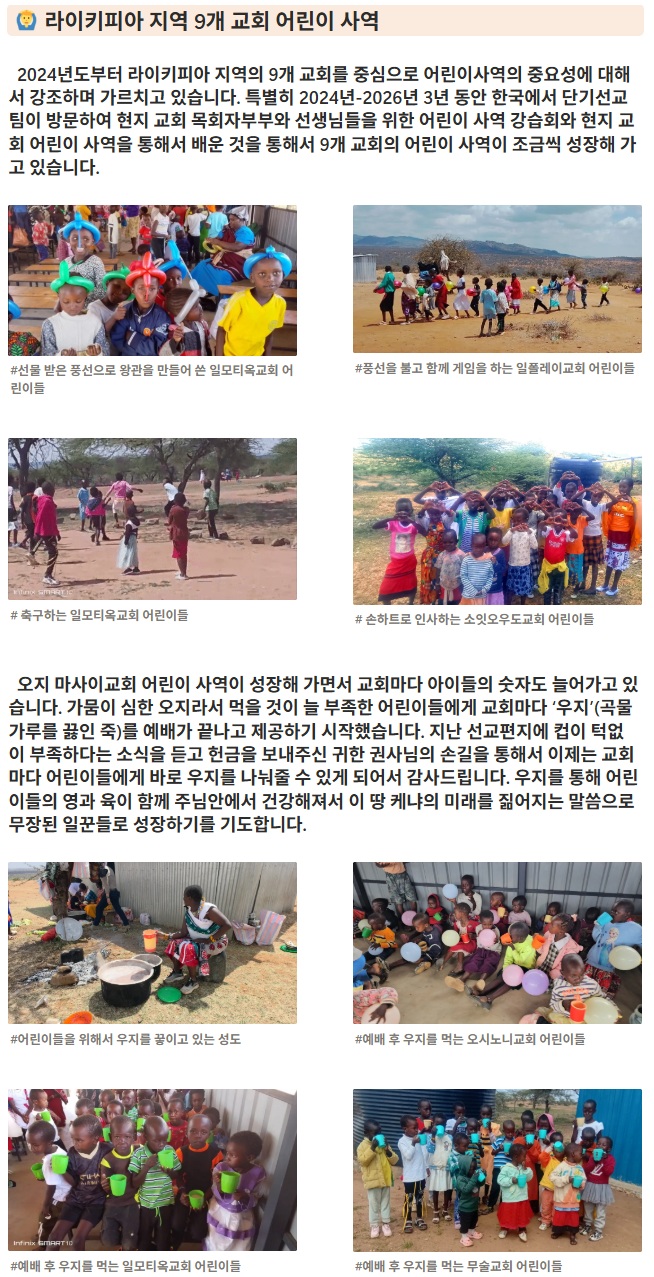 라이키피아 지역 9개 교회 어린이 사역
2024년도부터 라이키피아 지역의 9개 교회를 중심으로 어린이사역의 중요성에 대해
서 강조하며 가르치고 있습니다. 특별히 2024년-2026년 3년 동안 한국에서 단기선교
팀이 방문하여 현지 교회 목회자부부와 선생님들을 위한 어린이 사역 강습회와 현지 교
회 어린이 사역을 통해서 배운 것을 통해서 9개 교회의 어린이 사역이 조금씩 성장해 가
고 있습니다.
#선물 받은 풍선으로 왕관을 만들어 쓴 일모티옥교회 어
린이들
#풍선을 불고 함께 게임을 하는 일폴레이교회 어린이들
Infinix SMART 10
# 축구하는 일모티옥교회 어린이들
# 손하트로 인사하는 소잇오우도교회 어린이들
오지 마사이교회 어린이 사역이 성장해 가면서 교회마다 아이들의 숫자도 늘어가고 있
습니다. 가뭄이 심한 오지라서 먹을 것이 늘 부족한 어린이들에게 교회마다 ‘우지’(곡물
가루를 끓인 죽)를 예배가 끝나고 제공하기 시작했습니다. 지난 선교편지에 컵이 턱없
이 부족하다는 소식을 듣고 헌금을 보내주신 귀한 권사님의 손길을 통해서 이제는 교회
마다 어린이들에게 바로 우지를 나눠줄 수 있게 되어서 감사드립니다. 우지를 통해 어린
이들의 영과 육이 함께 주님안에서 건강해져서 이 땅 케냐의 미래를 짊어지는 말씀으로
무장된 일꾼들로 성장하기를 기도합니다.
#어린이들을 위해서 우지를 끓이고 있는 성도
#예배 후 우지를 먹는 오시노니교회 어린이들
Infinix SMART 10
#예배 후 우지를 먹는 일모티옥교회 어린이들
#예배 후 우지를 먹는 무술교회 어린이들